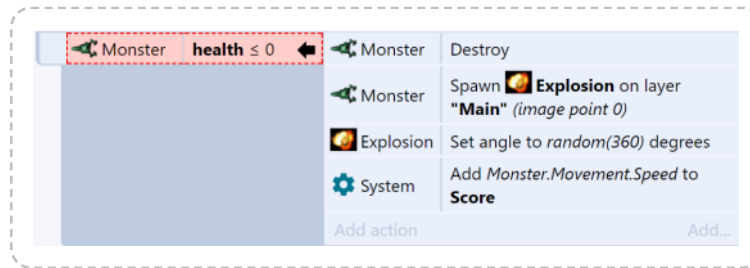 Monster health ≤ 0 Monster Destroy
Monster Spawn Explosion on layer
"Main" (image point 0)
Explosion Set angle to random(360) degrees
System Add Monster.Movement.Speed to
Score
Add action Add...